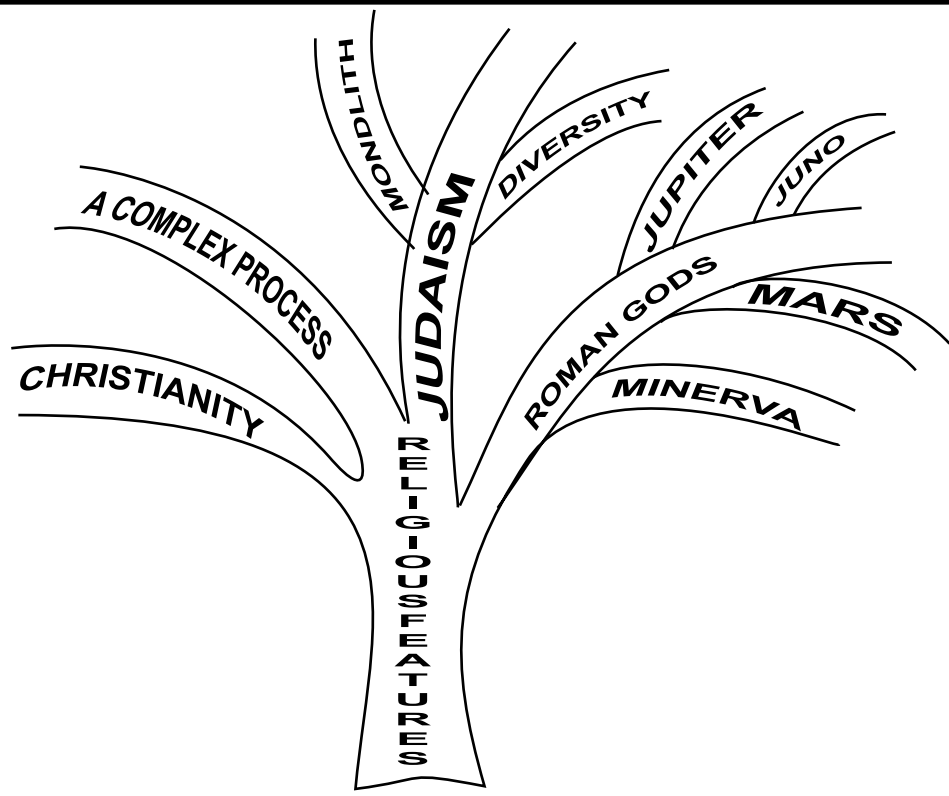 MONDLITH
JUDAISM
DIVERSITY
JUPITER
JUNO
A COMPLEX PROCESS
ROMAN GODS
MARS
CHRISTIANITY
MINERVA
RELIGIOUSFEATURES